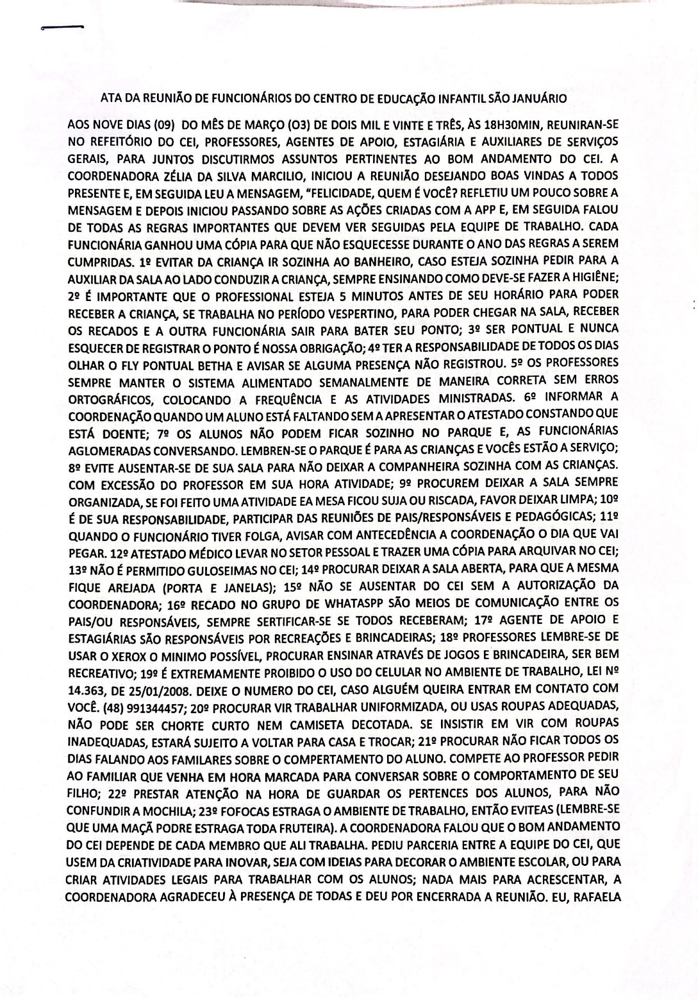 ATA DA REUNIÃO DE FUNCIONÁRIOS DO CENTRO DE EDUCAÇÃO INFANTIL SÃO JANUÁRIO
AOS NOVE DIAS (09) DO MÊS DE MARÇO (03) DE DOIS MIL E VINTE E TRÊS, ÀS 18H30MIN, REUNIRAN-SE
NO REFEITÓRIO DO CEI, PROFESSORES, AGENTES DE APOIO, ESTAGIÁRIA E AUXILIARES DE SERVIÇOS
GERAIS, PARA JUNTOS DISCUTIRMOS ASSUNTOS PERTINENTES AO BOM ANDAMENTO DO CEI. A
COORDENADORA ZÉLIA DA SILVA MARCILIO, INICIOU A REUNIÃO DESEJANDO BOAS VINDAS A TODOS
PRESENTE E, EM SEGUIDA LEU A MENSAGEM, "FELICIDADE, QUEM É VOCÊ? REFLETIU UM POUCO SOBRE A
MENSAGEM E DEPOIS INICIOU PASSANDO SOBRE AS AÇÕES CRIADAS COM A APP E, EM SEGUIDA FALOU
DE TODAS AS REGRAS IMPORTANTES QUE DEVEM VER SEGUIDAS PELA EQUIPE DE TRABALHO. CADA
FUNCIONÁRIA GANHOU UMA CÓPIA PARA QUE NÃO ESQUECESSE DURANTE O ANO DAS REGRAS A SEREM
CUMPRIDAS. 1º EVITAR DA CRIANÇA IR SOZINHA AO BANHEIRO, CASO ESTEJA SOZINHA PEDIR PARA A
AUXILIAR DA SALA AO LADO CONDUZIR A CRIANÇA, SEMPRE ENSINANDO COMO DEVE-SE FAZER A HIGIÊNE;
2º É IMPORTANTE QUE O PROFESSIONAL ESTEJA 5 MINUTOS ANTES DE SEU HORÁRIO PARA PODER
RECEBER A CRIANÇA, SE TRABALHA NO PERÍODO VESPERTINO, PARA PODER CHEGAR NA SALA, RECEBER
OS RECADOS E A OUTRA FUNCIONÁRIA SAIR PARA BATER SEU PONTO; 3º SER PONTUAL E NUNCA
ESQUECER DE REGISTRAR O PONTO É NOSSA OBRIGAÇÃO; 4º TER A RESPONSABILIDADE DE TODOS OS DIAS
OLHAR O FLY PONTUAL BETHA E AVISAR SE ALGUMA PRESENÇA NÃO REGISTROU. 5º OS PROFESSORES
SEMPRE MANTER O SISTEMA ALIMENTADO SEMANALMENTE DE MANEIRA CORRETA SEM ERROS
ORTOGRÁFICOS, COLOCANDO A FREQUÊNCIA E AS ATIVIDADES MINISTRADAS. 6º INFORMAR A
COORDENAÇÃO QUANDO UM ALUNO ESTÁ FALTANDO SEM A APRESENTAR O ATESTADO CONSTANDO QUE
ESTÁ DOENTE; 7º OS ALUNOS NÃO PODEM FICAR SOZINHO NO PARQUE E, AS FUNCIONÁRIAS
AGLOMERADAS CONVERSANDO. LEMBREN-SE O PARQUE É PARA AS CRIANÇAS E VOCÊS ESTÃO A SERVIÇO;
8º EVITE AUSENTAR-SE DE SUA SALA PARA NÃO DEIXAR A COMPANHEIRA SOZINHA COM AS CRIANÇAS.
COM EXCESSÃO DO PROFESSOR EM SUA HORA ATIVIDADE; 9º PROCUREM DEIXAR A SALA SEMPRE
ORGANIZADA, SE FOI FEITO UMA ATIVIDADE EA MESA FICOU SUJA OU RISCADA, FAVOR DEIXAR LIMPA; 10º
É DE SUA RESPONSABILIDADE, PARTICIPAR DAS REUNIÕES DE PAIS/RESPONSÁVEIS E PEDAGÓGICAS; 11º
QUANDO O FUNCIONÁRIO TIVER FOLGA, AVISAR COM ANTECEDÊNCIA A COORDENAÇÃO O DIA QUE VAI
PEGAR. 12º ATESTADO MÉDICO LEVAR NO SETOR PESSOAL E TRAZER UMA CÓPIA PARA ARQUIVAR NO CEI;
13º NÃO É PERMITIDO GULOSEIMAS NO CEI; 14º PROCURAR DEIXAR A SALA ABERTA, PARA QUE A MESMA
FIQUE AREJADA (PORTA E JANELAS); 15º NÃO SE AUSENTAR DO CEI SEM A AUTORIZAÇÃO DA
COORDENADORA; 16º RECADO NO GRUPO DE WHATASPP SÃO MEIOS DE COMUNICAÇÃO ENTRE OS
PAIS/OU RESPONSÁVEIS, SEMPRE SERTIFICAR-SE SE TODOS RECEBERAM; 17º AGENTE DE APOIO E
ESTAGIÁRIAS SÃO RESPONSÁVEIS POR RECREAÇÕES E BRINCADEIRAS; 18º PROFESSORES LEMBRE-SE DE
USAR O XEROX O MINIMO POSSÍVEL, PROCURAR ENSINAR ATRAVÉS DE JOGOS E BRINCADEIRA, SER BEM
RECREATIVO; 19º É EXTREMAMENTE PROIBIDO O USO DO CELULAR NO AMBIENTE DE TRABALHO, LEI Nº
14.363, DE 25/01/2008. DEIXE O NUMERO DO CEI, CASO ALGUÉM QUEIRA ENTRAR EM CONTATO COM
VOCÊ. (48) 991344457; 20º PROCURAR VIR TRABALHAR UNIFORMIZADA, OU USAS ROUPAS ADEQUADAS,
NÃO PODE SER CHORTE CURTO NEM CAMISETA DECOTADA. SE INSISTIR EM VIR COM ROUPAS
INADEQUADAS, ESTARÁ SUJEITO A VOLTAR PARA CASA E TROCAR; 21º PROCURAR NÃO FICAR TODOS OS
DIAS FALANDO AOS FAMILARES SOBRE O COMPERTAMENTO DO ALUNO. COMPETE AO PROFESSOR PEDIR
AO FAMILIAR QUE VENHA EM HORA MARCADA PARA CONVERSAR SOBRE O COMPORTAMENTO DE SEU
FILHO; 22º PRESTAR ATENÇÃO NA HORA DE GUARDAR OS PERTENCES DOS ALUNOS, PARA NÃO
CONFUNDIR A MOCHILA; 23º FOFOCAS ESTRAGA O AMBIENTE DE TRABALHO, ENTÃO EVITEAS (LEMBRE-SE
QUE UMA MAÇÃ PODRE ESTRAGA TODA FRUTEIRA). A COORDENADORA FALOU QUE O BOM ANDAMENTO
DO CEI DEPENDE DE CADA MEMBRO QUE ALI TRABALHA. PEDIU PARCERIA ENTRE A EQUIPE DO CEI, QUE
USEM DA CRIATIVIDADE PARA INOVAR, SEJA COM IDEIAS PARA DECORAR O AMBIENTE ESCOLAR, OU PARA
CRIAR ATIVIDADES LEGAIS PARA TRABALHAR COM OS ALUNOS; NADA MAIS PARA ACRESCENTAR, A
COORDENADORA AGRADECEU À PRESENÇA DE TODAS E DEU POR ENCERRADA A REUNIÃO. EU, RAFAELA